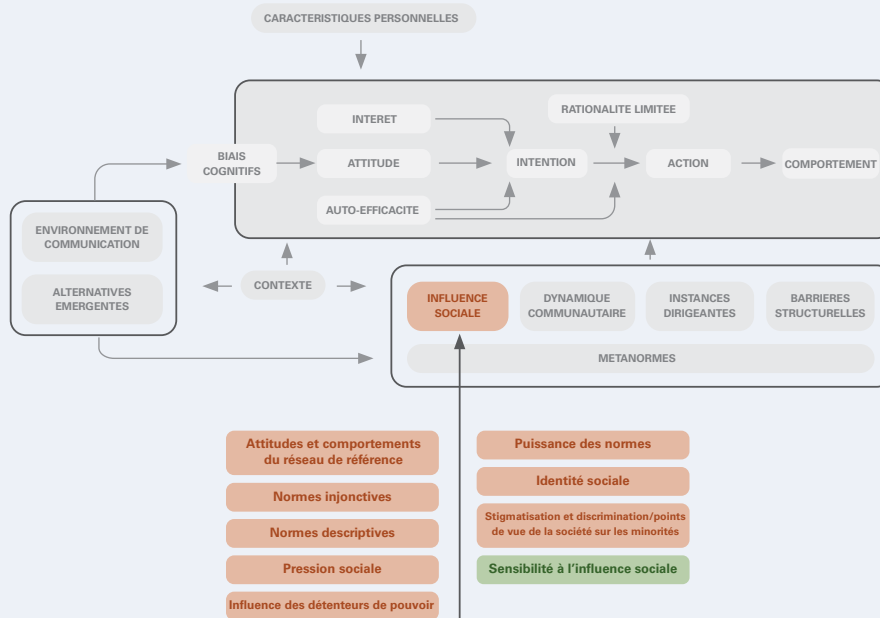 CARACTERISTIQUES PERSONNELLES
INTERET
RATIONALITE LIMITEE
BIAIS
COGNITIFS
ATTITUDE
INTENTION
ACTION
COMPORTEMENT
AUTO-EFFICACITE
ENVIRONNEMENT DE
COMMUNICATION
ALTERNATIVES
EMERGENTES
CONTEXTE
INFLUENCE
SOCIALE
DYNAMIQUE
COMMUNAUTAIRE
INSTANCES
DIRIGEANTES
BARRIERES
STRUCTURELLES
METANORMES
Attitudes et comportements
du réseau de référence
Normes injonctives
Normes descriptives
Pression sociale
Influence des détenteurs de pouvoir
Puissance des normes
Identité sociale
Stigmatisation et discrimination/points
de vue de la société sur les minorités
Sensibilité à l’influence sociale